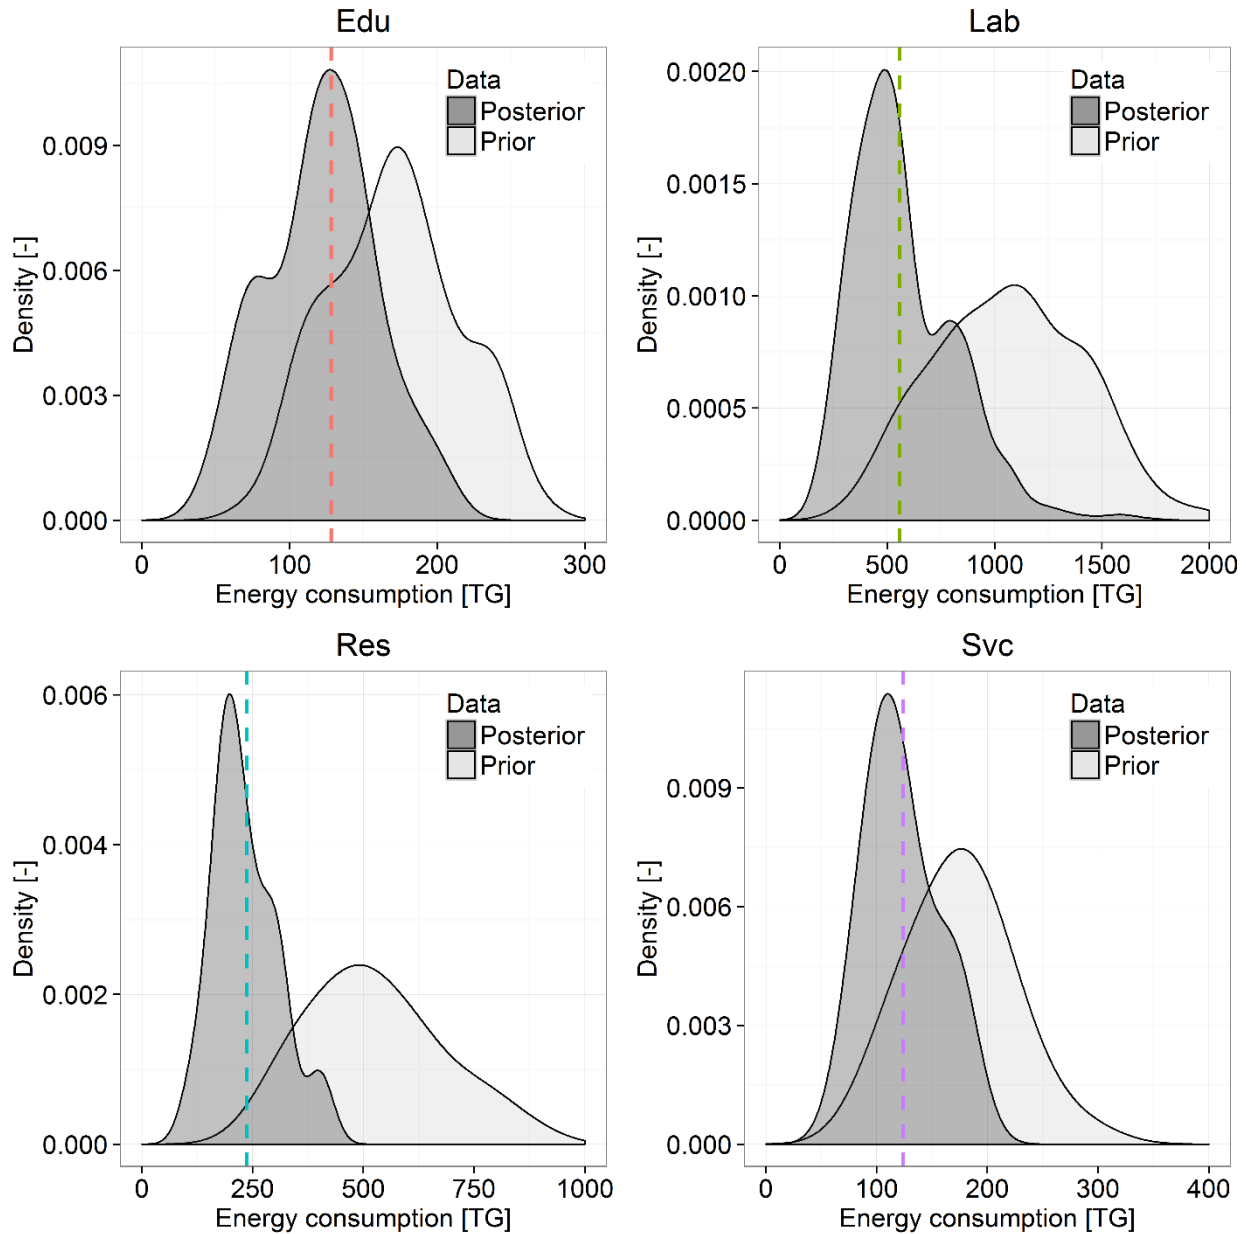 Edu
Data
Posterior
Prior
Density [-]
0.009
0.006
0.003
0.000
0
100
200
300
Energy consumption [TG]
Lab
Data
Posterior
Prior
Density [-]
0.0020
0.0015
0.0010
0.0005
0.0000
0
500
1000
1500
2000
Energy consumption [TG]
Res
Data
Posterior
Prior
Density [-]
0.006
0.004
0.002
0.000
0
250
500
750
1000
Energy consumption [TG]
Svc
Data
Posterior
Prior
Density [-]
0.009
0.006
0.003
0.000
0
100
200
300
400
Energy consumption [TG]